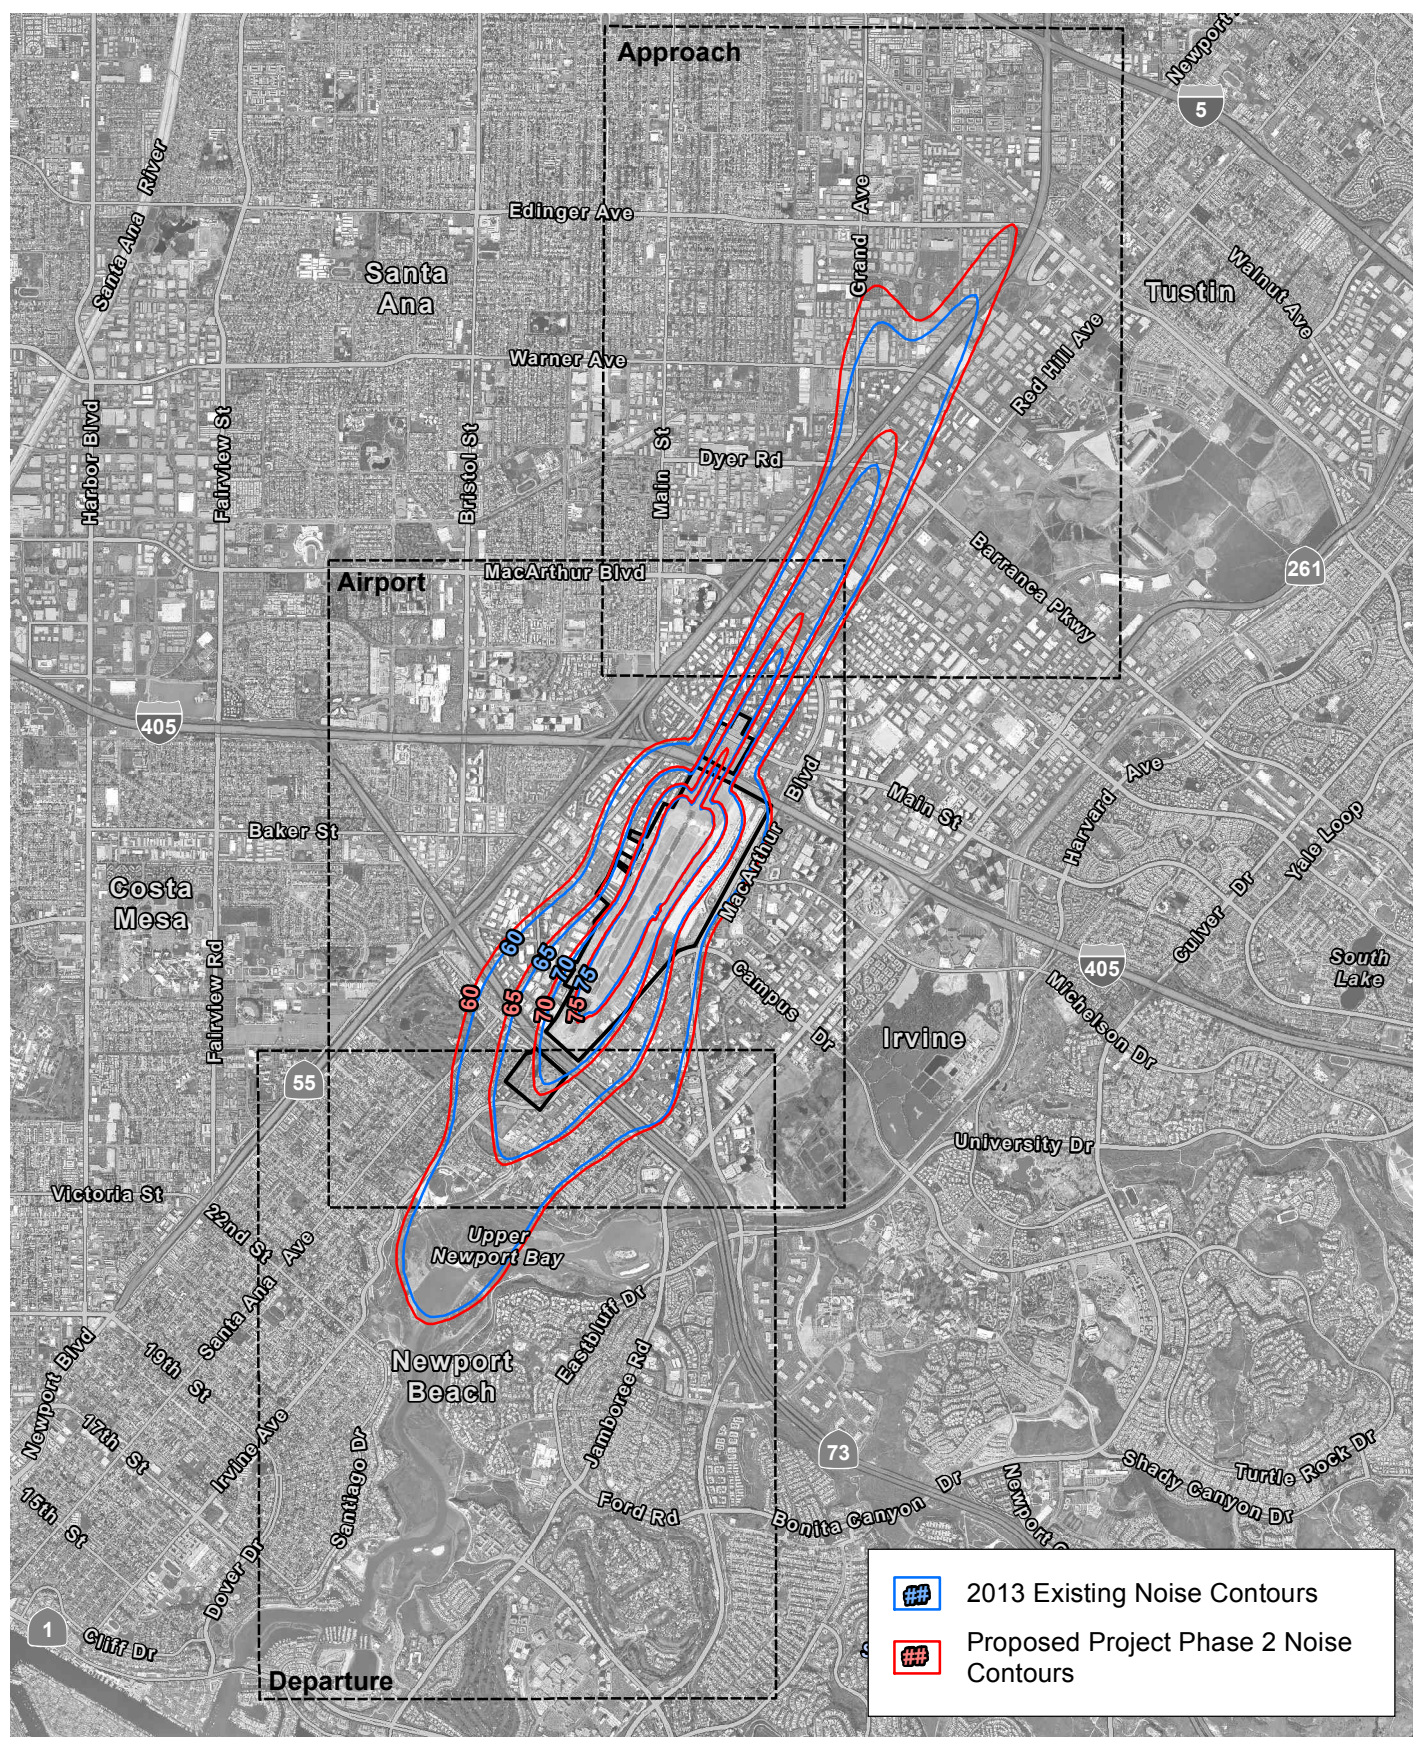 Approach
Newport
5
Santa Ana River
Edinger Ave
Grand Ave
Santa
Ana
Tustin
Walnut Ave
Warner Ave
Red Hill Ave
Harbor Blvd
Fairview St
Bristol St
Main St
Dyer Rd
Airport
MacArthur Blvd
Barranca Pkwy
261
405
Main St
Harvard Ave
Baker St
MacArthur Blvd
Yale Loop
Costa
Mesa
Culver Dr
60
65
70
75
60
65
70
75
Fairview Rd
Campus Dr
405
South
Lake
Irvine
Michelson Dr
55
University Dr
Victoria St
22nd St
Santa Ana Ave
Upper
Newport Bay
Eastbluff Dr
Newport Blvd
19th St
Newport
Beach
Jamboree Rd
17th St
Irvine Ave
Santiago Dr
73
Shady Canyon Dr
Turtle Rock Dr
15th St
Ford Rd
Bonita Canyon Dr
Newport
Dover Dr
1
Cliff Dr
Departure
## 2013 Existing Noise Contours
## Proposed Project Phase 2 Noise
Contours